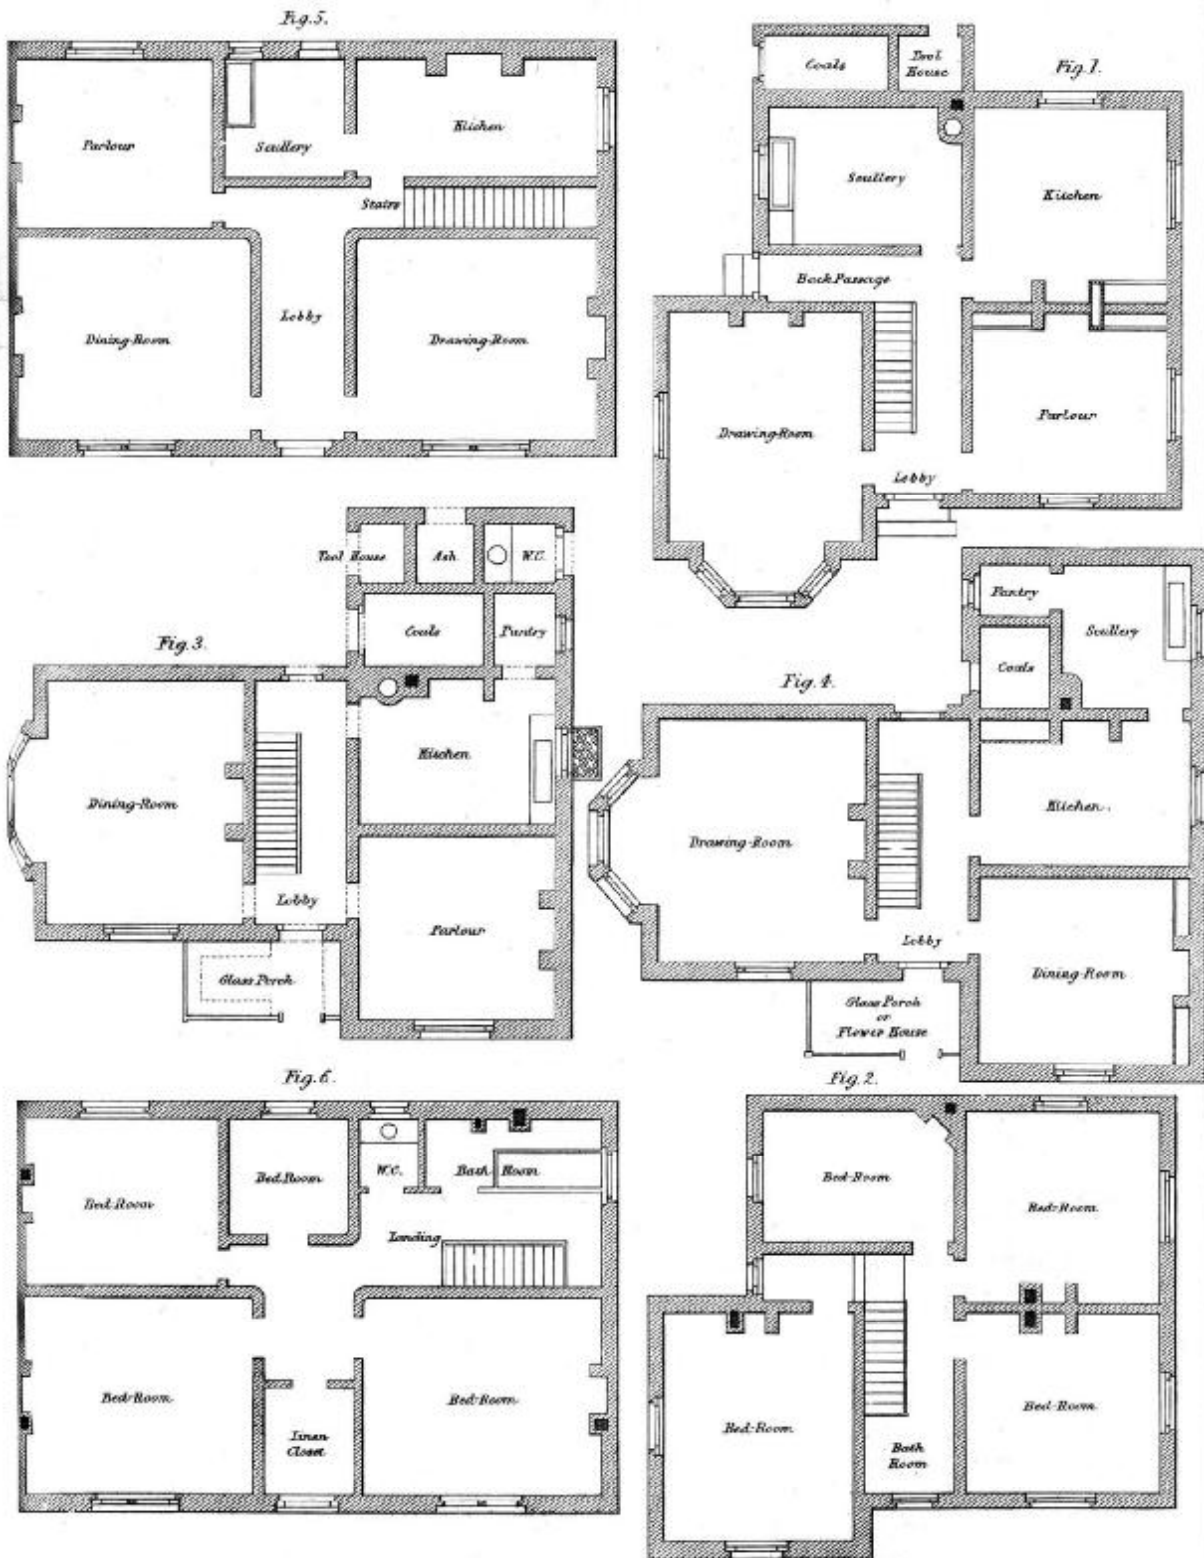 Fig. 5.
Parlour
Scullery
Kitchen
Stairs
Dining-Room
Lobby
Drawing-Room
Fig. 1.
Coals
Tool
House
Scullery
Kitchen
Back Passage
Drawing-Room
Parlour
Lobby
Fig. 3.
Tool House
Ash
W.C.
Coals
Pantry
Kitchen
Dining-Room
Lobby
Parlour
Glass Porch
Fig. 4.
Pantry
Scullery
Coals
Kitchen.
Drawing-Room
Lobby
Dining-Room
Glass Porch
or
Flower House
Fig. 6.
Bed-Room
Bed Room
W.C.
Bath Room
Landing
Bed-Room
Linen
Closet
Bed-Room
Fig. 2.
Bed-Room
Bed-Room
Bed-Room
Bath
Room
Bed-Room